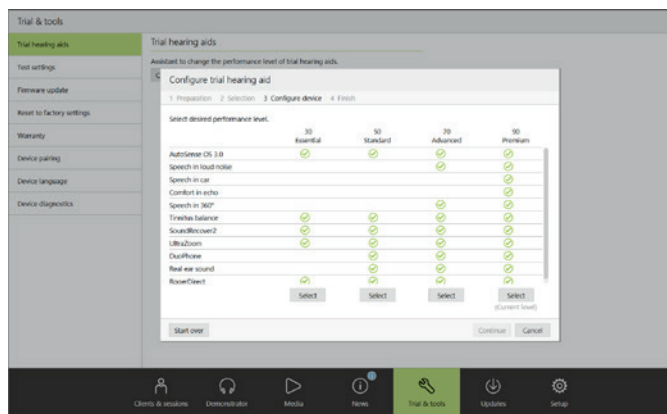 Trial & tools
Trial hearing aids
Test settings
Firmware update
Reset to factory settings
Warranty
Device pairing
Device language
Device diagnostics
Trial hearing aids
Assistant to change the performance level of trial hearing aids.
Configure trial hearing aid
1 Preparation 2 Selection 3 Configure device 4 Finish
Select desired performance level.
30 50 70 90
Essential Standard Advanced Premium
AutoSense OS 3.0
Speech in loud noise
Speech in car
Comfort in echo
Speech in 360°
Tinnitus balance
SoundRecover2
UltraZoom
DuoPhone
Real ear sound
RogerDirect
Select Select Select Select
(Current level)
Start over Continue Cancel
Clients & sessions Demonstrator Media News Trial & tools Updates Setup